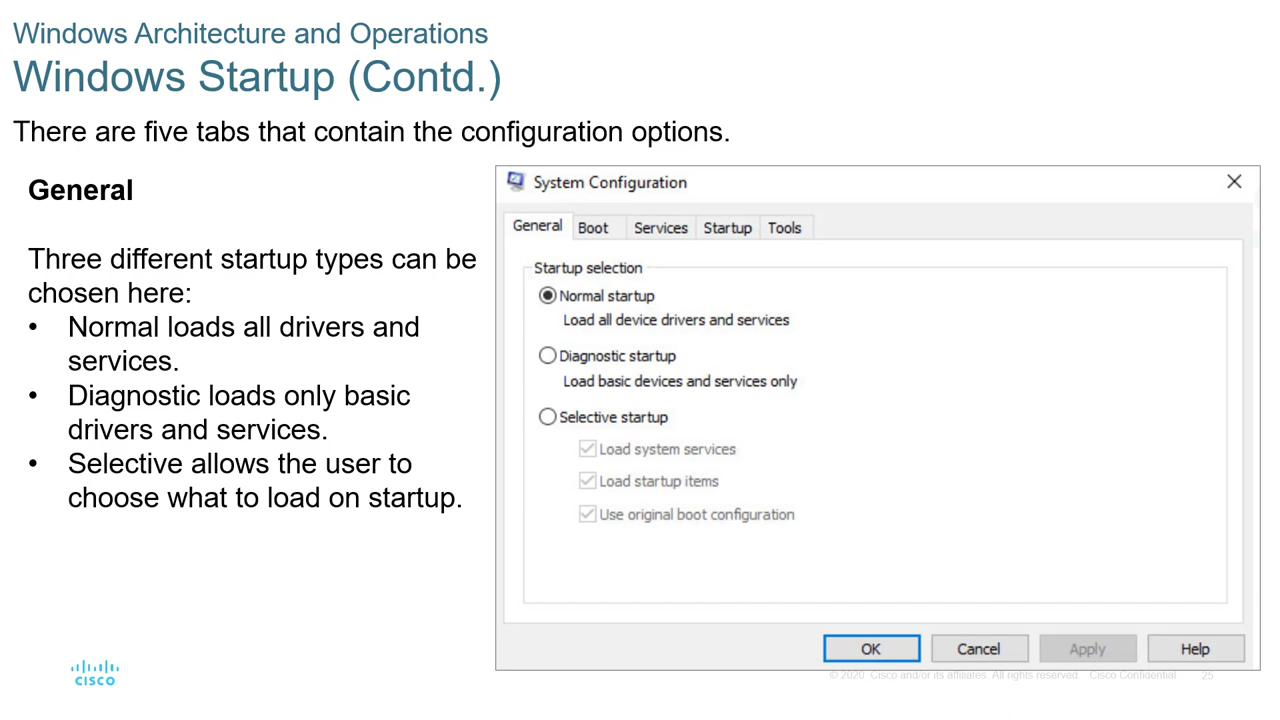 Windows Architecture and Operations
Windows Startup (Contd.)
There are five tabs that contain the configuration options.
General
Three different startup types can be
chosen here:
• Normal loads all drivers and
services.
• Diagnostic loads only basic
drivers and services.
• Selective allows the user to
choose what to load on startup.
System Configuration
General Boot Services Startup Tools
Startup selection
Normal startup
Load all device drivers and services
Diagnostic startup
Load basic devices and services only
Selective startup
Load system services
Load startup items
Use original boot configuration
OK Cancel Apply Help
CISCO
© 2020 Cisco and/or its affiliates. All rights reserved. Cisco Confidential 25